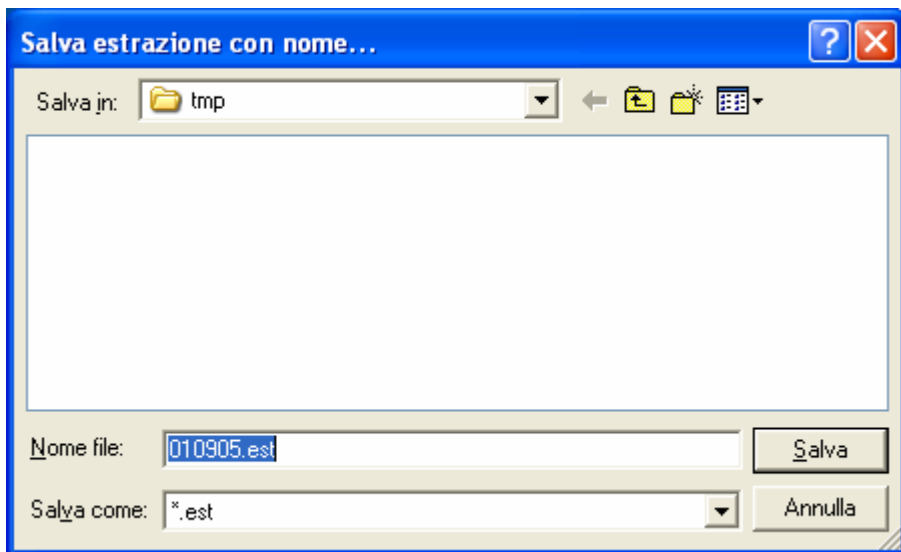 Salva estrazione con nome...
Salva in: tmp
Nome file: 010905.est Salva
Salva come: *.est Annulla